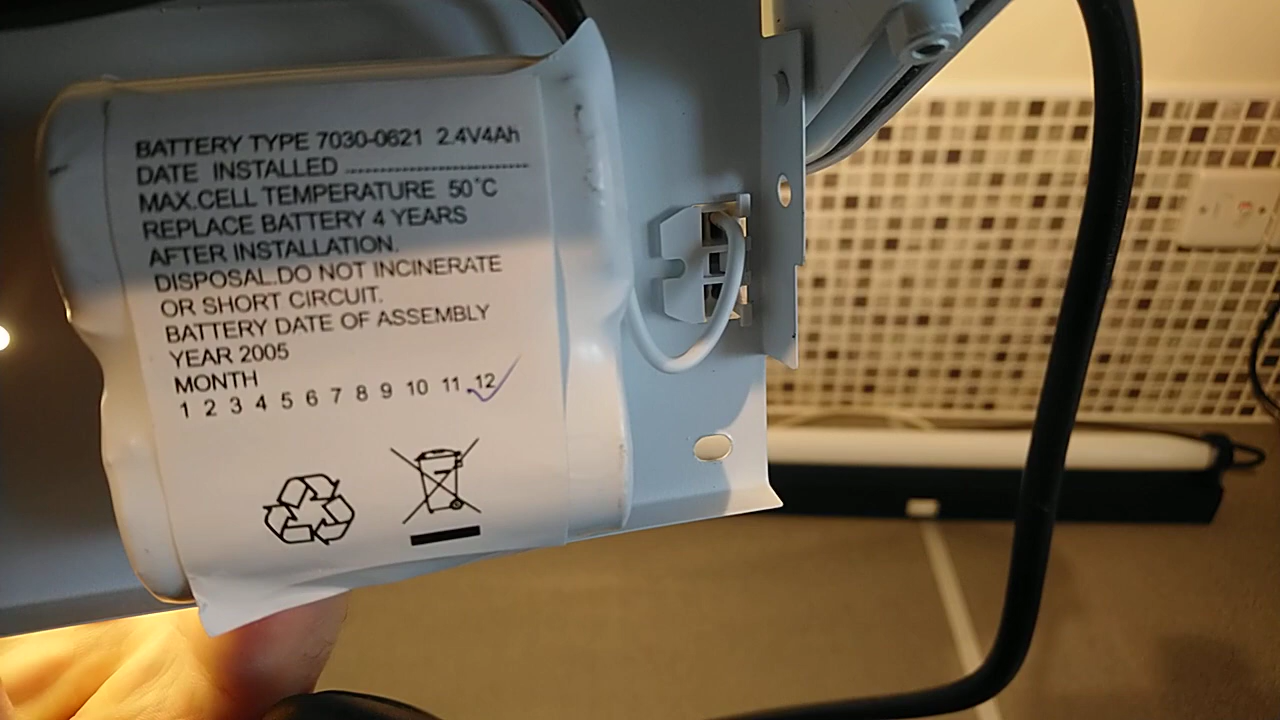 BATTERY TYPE 7030-0621 2.4V4Ah
DATE INSTALLED ------------------------
MAX.CELL TEMPERATURE 50°C
REPLACE BATTERY 4 YEARS
AFTER INSTALLATION.
DISPOSAL.DO NOT INCINERATE
OR SHORT CIRCUIT.
BATTERY DATE OF ASSEMBLY
YEAR 2005
MONTH
1 2 3 4 5 6 7 8 9 10 11 12